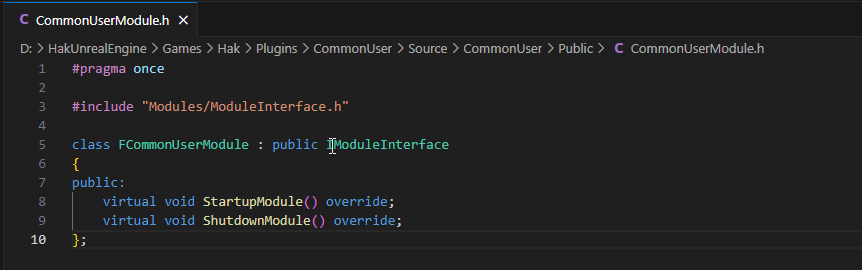 C CommonUserModule.h ×
D: > HakUnrealEngine > Games > Hak > Plugins > CommonUser > Source > CommonUser > Public > C CommonUserModule.h
1 #pragma once
2
3 #include "Modules/ModuleInterface.h"
4
5 class FCommonUserModule : public IModuleInterface
6 {
7 public:
8     virtual void StartupModule() override;
9     virtual void ShutdownModule() override;
10 };